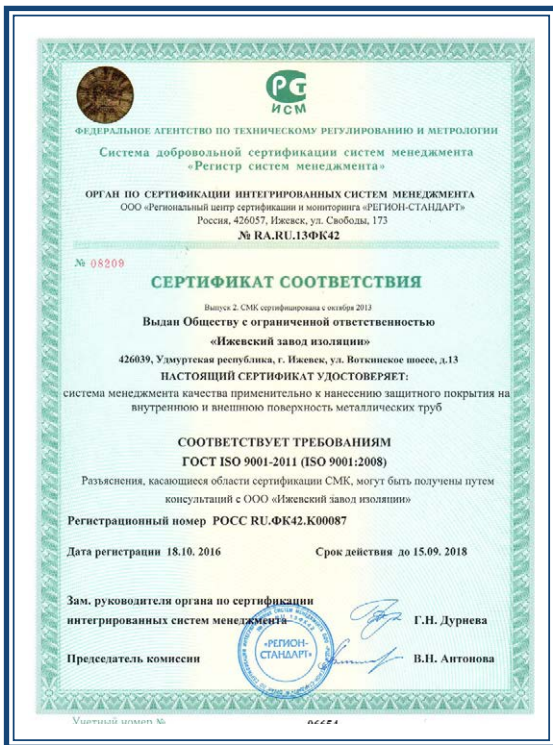 РСТ
ИСМ
ФЕДЕРАЛЬНОЕ АГЕНТСТВО ПО ТЕХНИЧЕСКОМУ РЕГУЛИРОВАНИЮ И МЕТРОЛОГИИ
Система добровольной сертификации систем менеджмента
«Регистр систем менеджмента»
ОРГАН ПО СЕРТИФИКАЦИИ ИНТЕГРИРОВАННЫХ СИСТЕМ МЕНЕДЖМЕНТА
ООО «Региональный центр сертификации и мониторинга «РЕГИОН-СТАНДАРТ»
Россия, 426057, Ижевск, ул. Свободы, 173
№ RA.RU.13ФК42
№ 08209
СЕРТИФИКАТ СООТВЕТСТВИЯ
Выпуск 2. СМК сертифицирована с октября 2013
Выдан Обществу с ограниченной ответственностью
«Ижевский завод изоляции»
426039, Удмуртская республика, г. Ижевск, ул. Воткинское шоссе, д.13
НАСТОЯЩИЙ СЕРТИФИКАТ УДОСТОВЕРЯЕТ:
система менеджмента качества применительно к нанесению защитного покрытия на
внутреннюю и внешнюю поверхность металлических труб
СООТВЕТСТВУЕТ ТРЕБОВАНИЯМ
ГОСТ ISO 9001-2011 (ISO 9001:2008)
Разъяснения, касающиеся области сертификации СМК, могут быть получены путем
консультаций с ООО «Ижевский завод изоляции»
Регистрационный номер РОСС RU.ФК42.К00087
Дата регистрации 18.10. 2016 Срок действия до 15.09. 2018
Зам. руководителя органа по сертификации
интегрированных систем менеджмента Г.Н. Дурнева
«РЕГИОН-
СТАНДАРТ»
Председатель комиссии В.Н. Антонова
Учетный номер № 06654